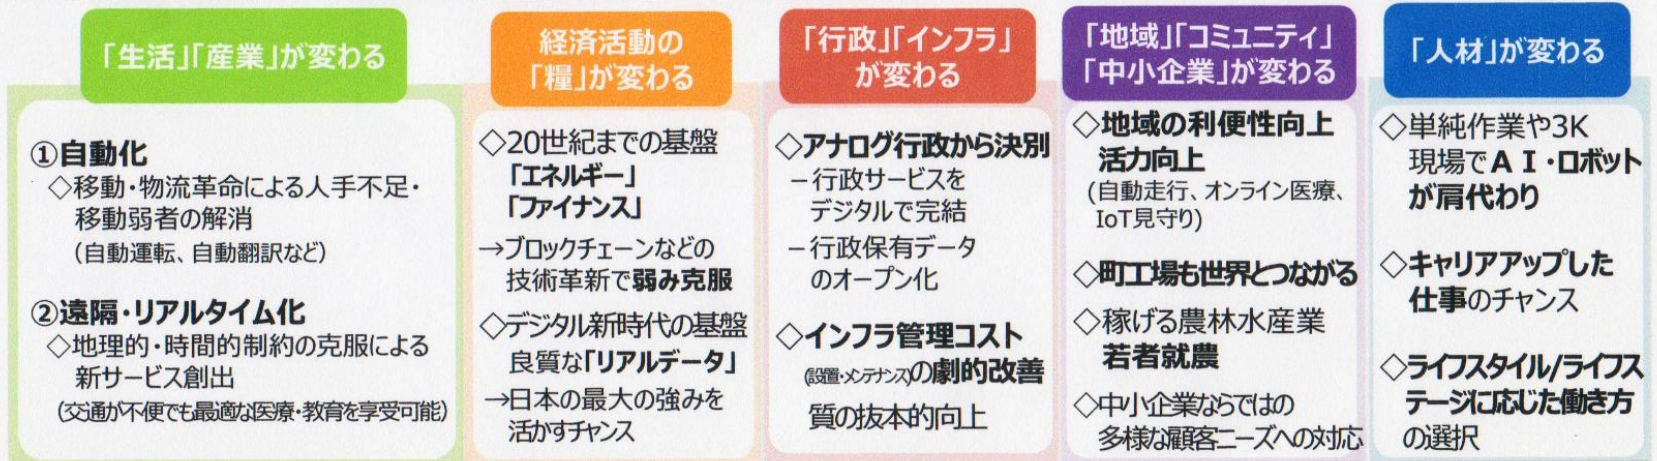 「生活」「産業」が変わる
①自動化
◇移動・物流革命による人手不足・
移動弱者の解消
(自動運転、自動翻訳など)
②遠隔・リアルタイム化
◇地理的・時間的制約の克服による
新サービス創出
(交通が不便でも最適な医療・教育を享受可能)
経済活動の
「糧」が変わる
◇20世紀までの基盤
「エネルギー」
「ファイナンス」
→ブロックチェーンなどの
技術革新で弱み克服
◇デジタル新時代の基盤
良質な「リアルデータ」
→日本の最大の強みを
活かすチャンス
「行政」「インフラ」
が変わる
◇アナログ行政から決別
－行政サービスを
デジタルで完結
－行政保有データ
のオープン化
◇インフラ管理コスト
(設置・メンテナンス)の劇的改善
質の抜本的向上
「地域」「コミュニティ」
「中小企業」が変わる
◇地域の利便性向上
活力向上
(自動走行、オンライン医療、
IoT見守り)
◇町工場も世界とつながる
◇稼げる農林水産業
若者就農
◇中小企業ならではの
多様な顧客ニーズへの対応
「人材」が変わる
◇単純作業や3K
現場でＡＩ・ロボット
が肩代わり
◇キャリアアップした
仕事のチャンス
◇ライフスタイル/ライフス
テージに応じた働き方
の選択